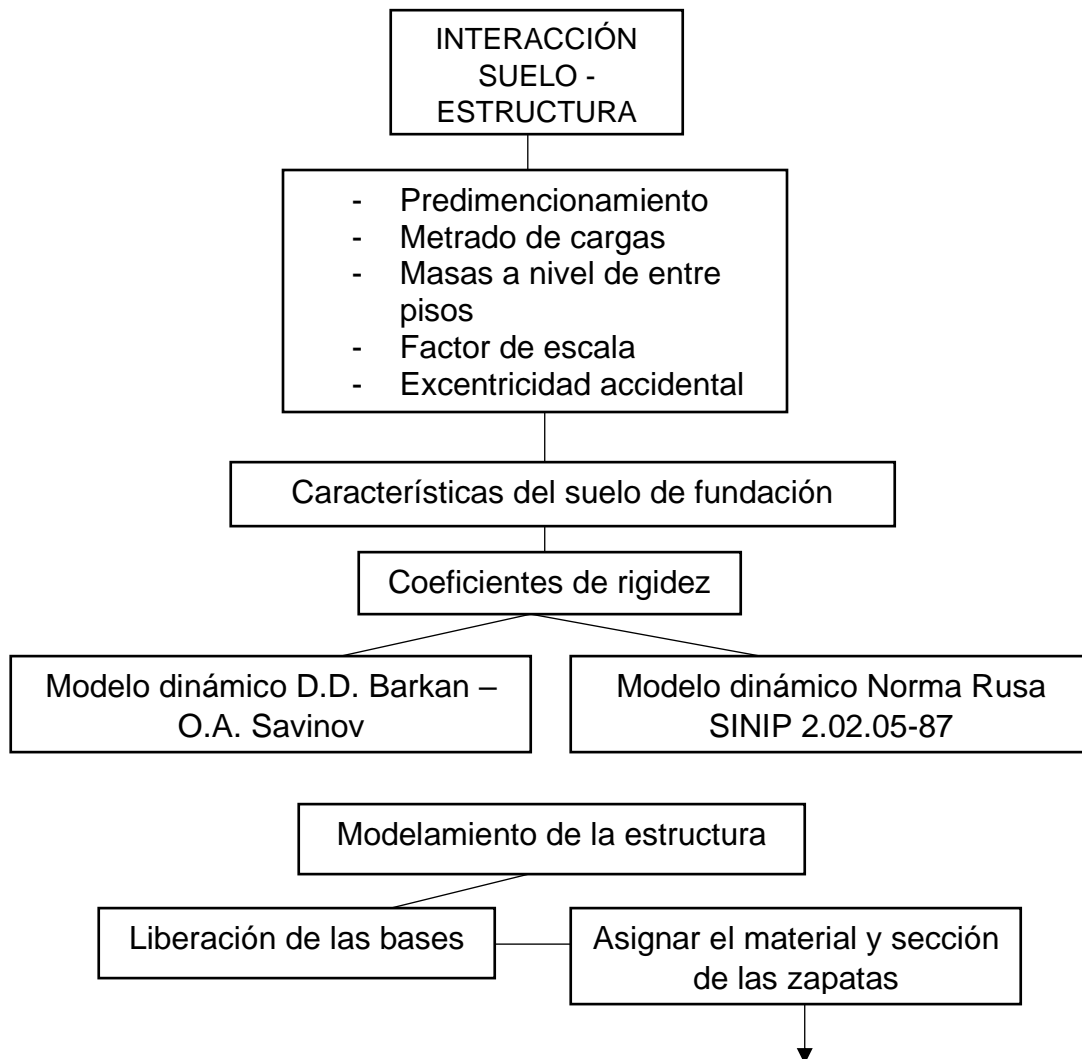 INTERACCIÓN
SUELO -
ESTRUCTURA
- Predimencionamiento
- Metrado de cargas
- Masas a nivel de entre
pisos
- Factor de escala
- Excentricidad accidental
Características del suelo de fundación
Coeficientes de rigidez
Modelo dinámico D.D. Barkan –
O.A. Savinov
Modelo dinámico Norma Rusa
SINIP 2.02.05-87
Modelamiento de la estructura
Liberación de las bases
Asignar el material y sección
de las zapatas